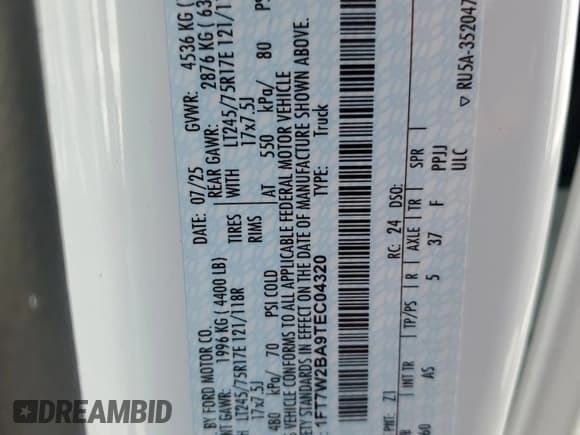 BY FORD MOTOR CO.
DATE: 07/25 GVWR: 4536 KG (
GAWR: 1996 KG ( 4400 LB)
REAR GAWR: 2876 KG ( 63
LT245/75R17E 121/118R
TIRES WITH LT245/75R17E 121/1
17x7.5J
RIMS 17x7.5J
480 kPa/ 70 PSI COLD
AT 550 kPa/ 80 PS
VEHICLE CONFORMS TO ALL APPLICABLE FEDERAL MOTOR VEHICLE
STANDARDS IN EFFECT ON THE DATE OF MANUFACTURE SHOWN ABOVE.
1FT7W2BA9TEC04320
TYPE: Truck
Z1 RC: 24 DSO:
INT TR TP/PS R AXLE TR SPR
AS 5 37 F PPJJ
ULC
▽ RU5A-352047
DREAMBID